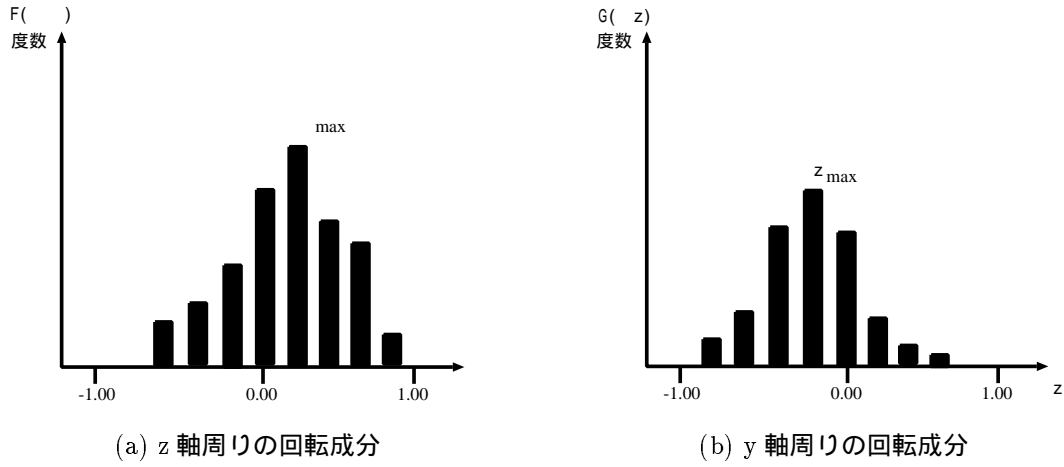 F( )
度数
max
-1.00 0.00 1.00
(a) z 軸周りの回転成分
G( z)
度数
z max
-1.00 0.00 1.00
z
(b) y 軸周りの回転成分